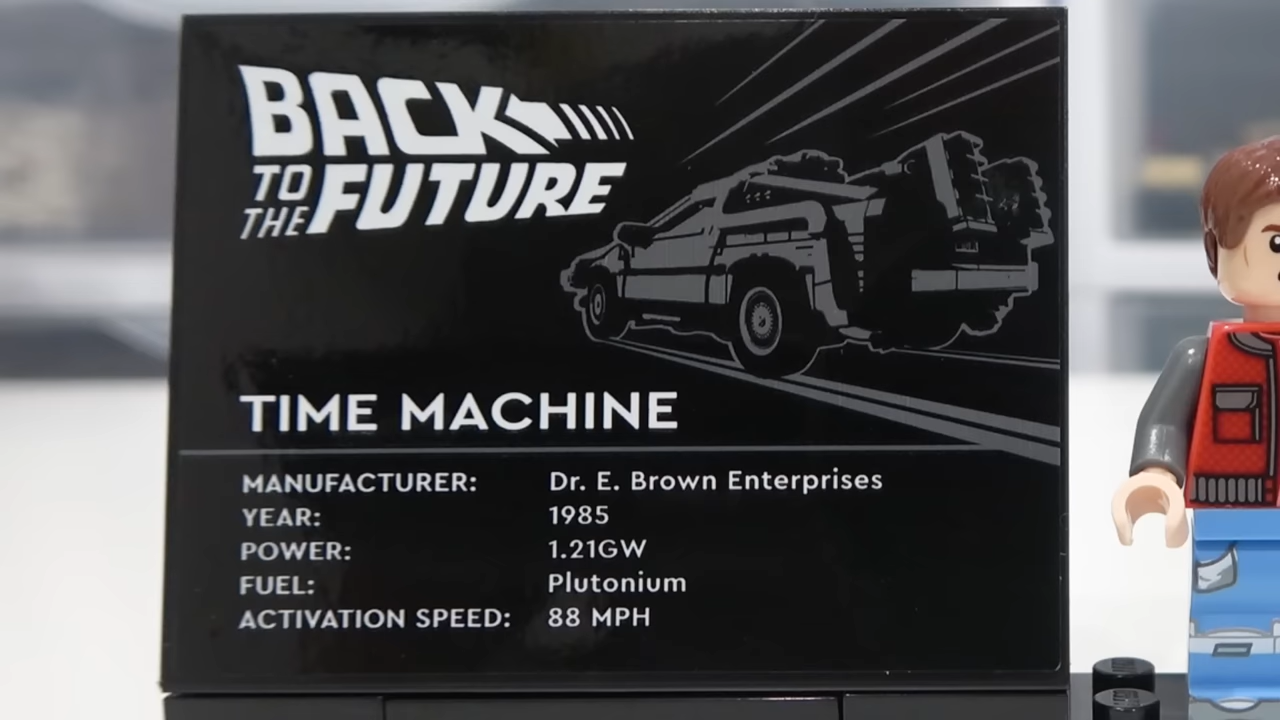 BACK
TO
THE FUTURE
TIME MACHINE
MANUFACTURER: Dr. E. Brown Enterprises
YEAR: 1985
POWER: 1.21GW
FUEL: Plutonium
ACTIVATION SPEED: 88 MPH